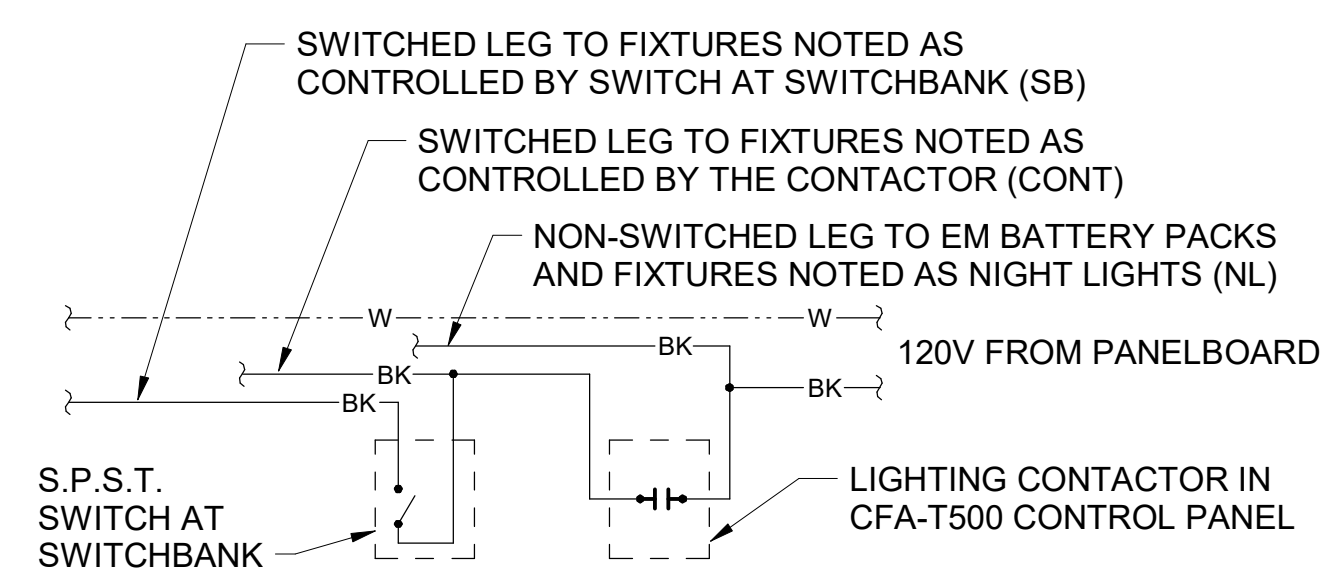 SWITCHED LEG TO FIXTURES NOTED AS
CONTROLLED BY SWITCH AT SWITCHBANK (SB)
SWITCHED LEG TO FIXTURES NOTED AS
CONTROLLED BY THE CONTACTOR (CONT)
NON-SWITCHED LEG TO EM BATTERY PACKS
AND FIXTURES NOTED AS NIGHT LIGHTS (NL)
W
W
BK
120V FROM PANELBOARD
BK
BK
BK
S.P.S.T.
SWITCH AT
SWITCHBANK
LIGHTING CONTACTOR IN
CFA-T500 CONTROL PANEL